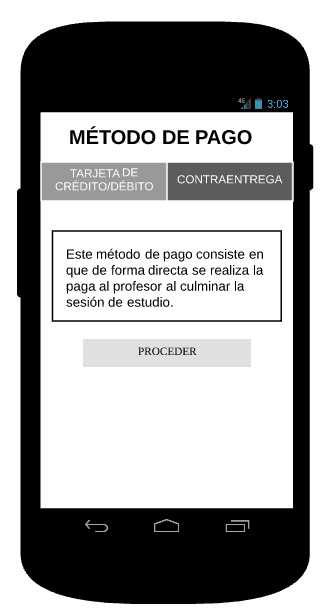 4G 3:03
MÉTODO DE PAGO
TARJETA DE
CRÉDITO/DÉBITO
CONTRAENTREGA
Este método de pago consiste en
que de forma directa se realiza la
paga al profesor al culminar la
sesión de estudio.
PROCEDER